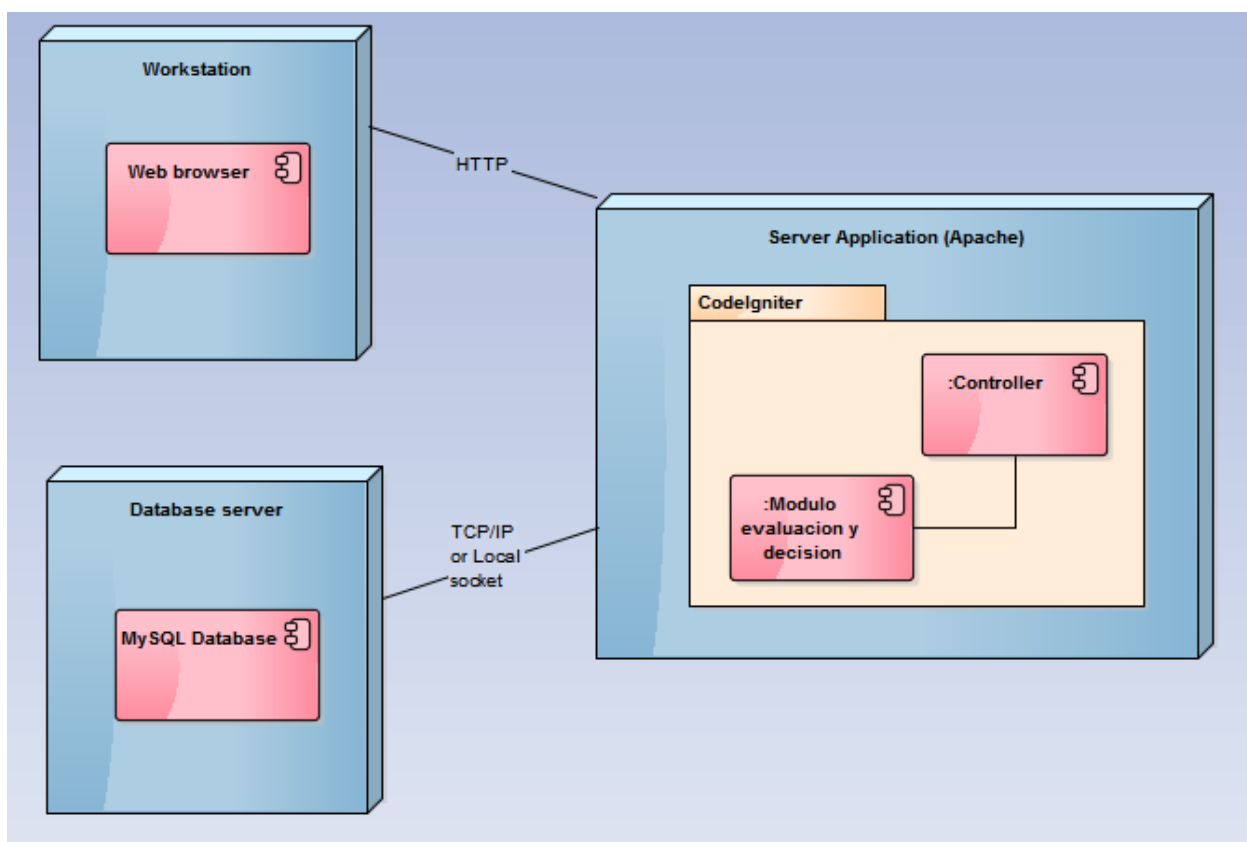 Workstation
Web browser
HTTP
Server Application (Apache)
CodeIgniter
:Controller
:Modulo
evaluacion y
decision
Database server
TCP/IP
or Local
socket
MySQL Database